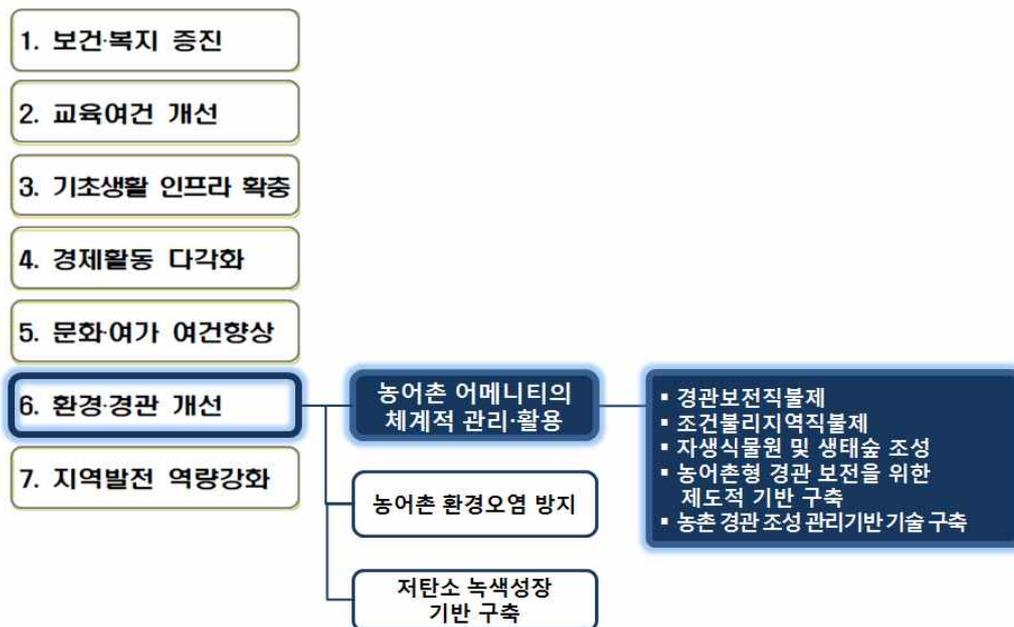 1. 보건·복지 증진
2. 교육여건 개선
3. 기초생활 인프라 확충
4. 경제활동 다각화
5. 문화·여가 여건향상
6. 환경·경관 개선
7. 지역발전 역량강화
농어촌 어메니티의
체계적 관리·활용
농어촌 환경오염 방지
저탄소 녹색성장
기반 구축
▪ 경관보전직불제
▪ 조건불리지역직불제
▪ 자생식물원 및 생태숲 조성
▪ 농어촌형 경관 보전을 위한
제도적 기반 구축
▪ 농촌 경관 조성 관리기반 기술 구축